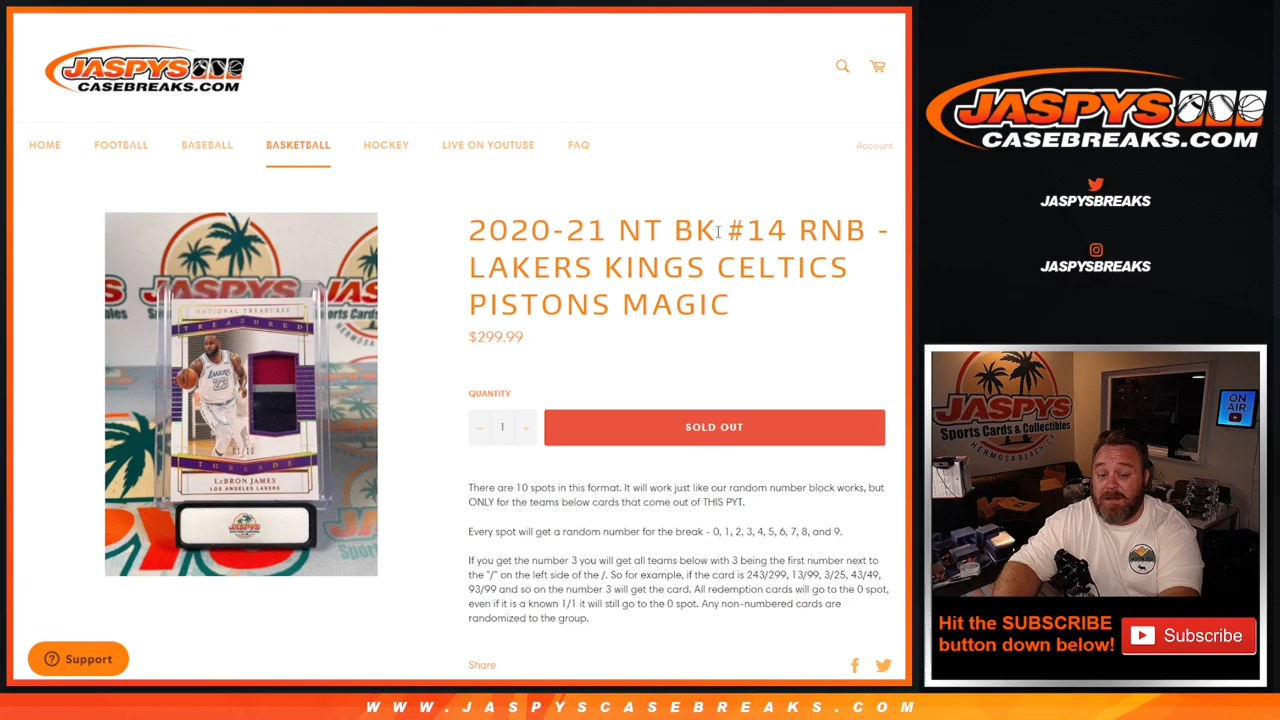 JASPYS
CASEBREAKS.COM
HOME
FOOTBALL
BASEBALL
BASKETBALL
HOCKEY
LIVE ON YOUTUBE
FAQ
Account
NATIONAL TREASURES
TREASURED
LAKERS
23
THREADS
LEBRON JAMES
LOS ANGELES LAKERS
2020-21 NT BK #14 RNB -
LAKERS KINGS CELTICS
PISTONS MAGIC
$299.99
QUANTITY
− 1 +
SOLD OUT
There are 10 spots in this format. It will work just like our random number block works, but
ONLY for the teams below cards that come out of THIS PYT.
Every spot will get a random number for the break - 0, 1, 2, 3, 4, 5, 6, 7, 8, and 9.
If you get the number 3 you will get all teams below with 3 being the first number next to
the "/" on the left side of the /. So for example, if the card is 243/299, 13/99, 3/25, 43/49,
93/99 and so on the number 3 will get the card. All redemption cards will go to the 0 spot,
even if it is a known 1/1 it will still go to the 0 spot. Any non-numbered cards are
randomized to the group.
Share
Support
JASPYS
CASEBREAKS.COM
JASPYSBREAKS
JASPYSBREAKS
JASPYS
Sports Cards & Collectibles
HERMOSA BEACH, CA
ON
AIR
Hit the SUBSCRIBE
button down below!
Subscribe
WWW.JASPYSCASEBREAKS.COM